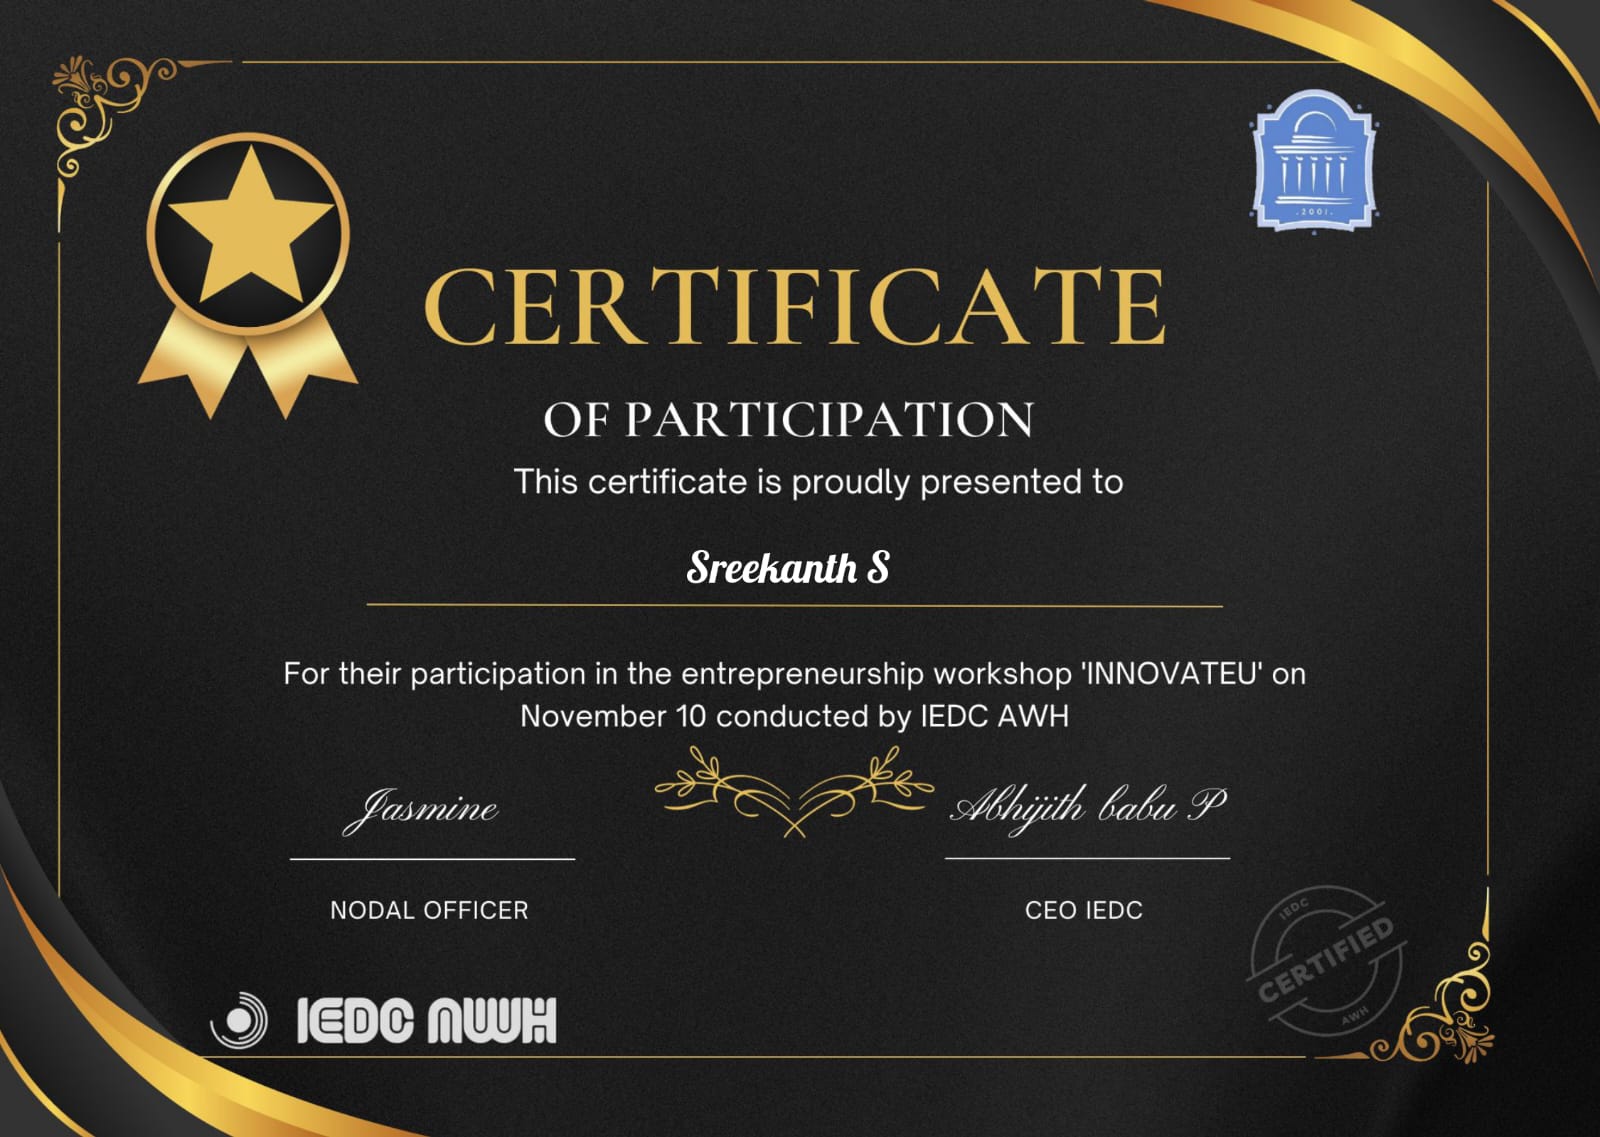 .2001.
CERTIFICATE
OF PARTICIPATION
This certificate is proudly presented to
Sreekanth S
For their participation in the entrepreneurship workshop 'INNOVATEU' on
November 10 conducted by IEDC AWH
Jasmine
Abhijith babu P
NODAL OFFICER
CEO IEDC
IEDC
CERTIFIED
AWH
IEDC AWH